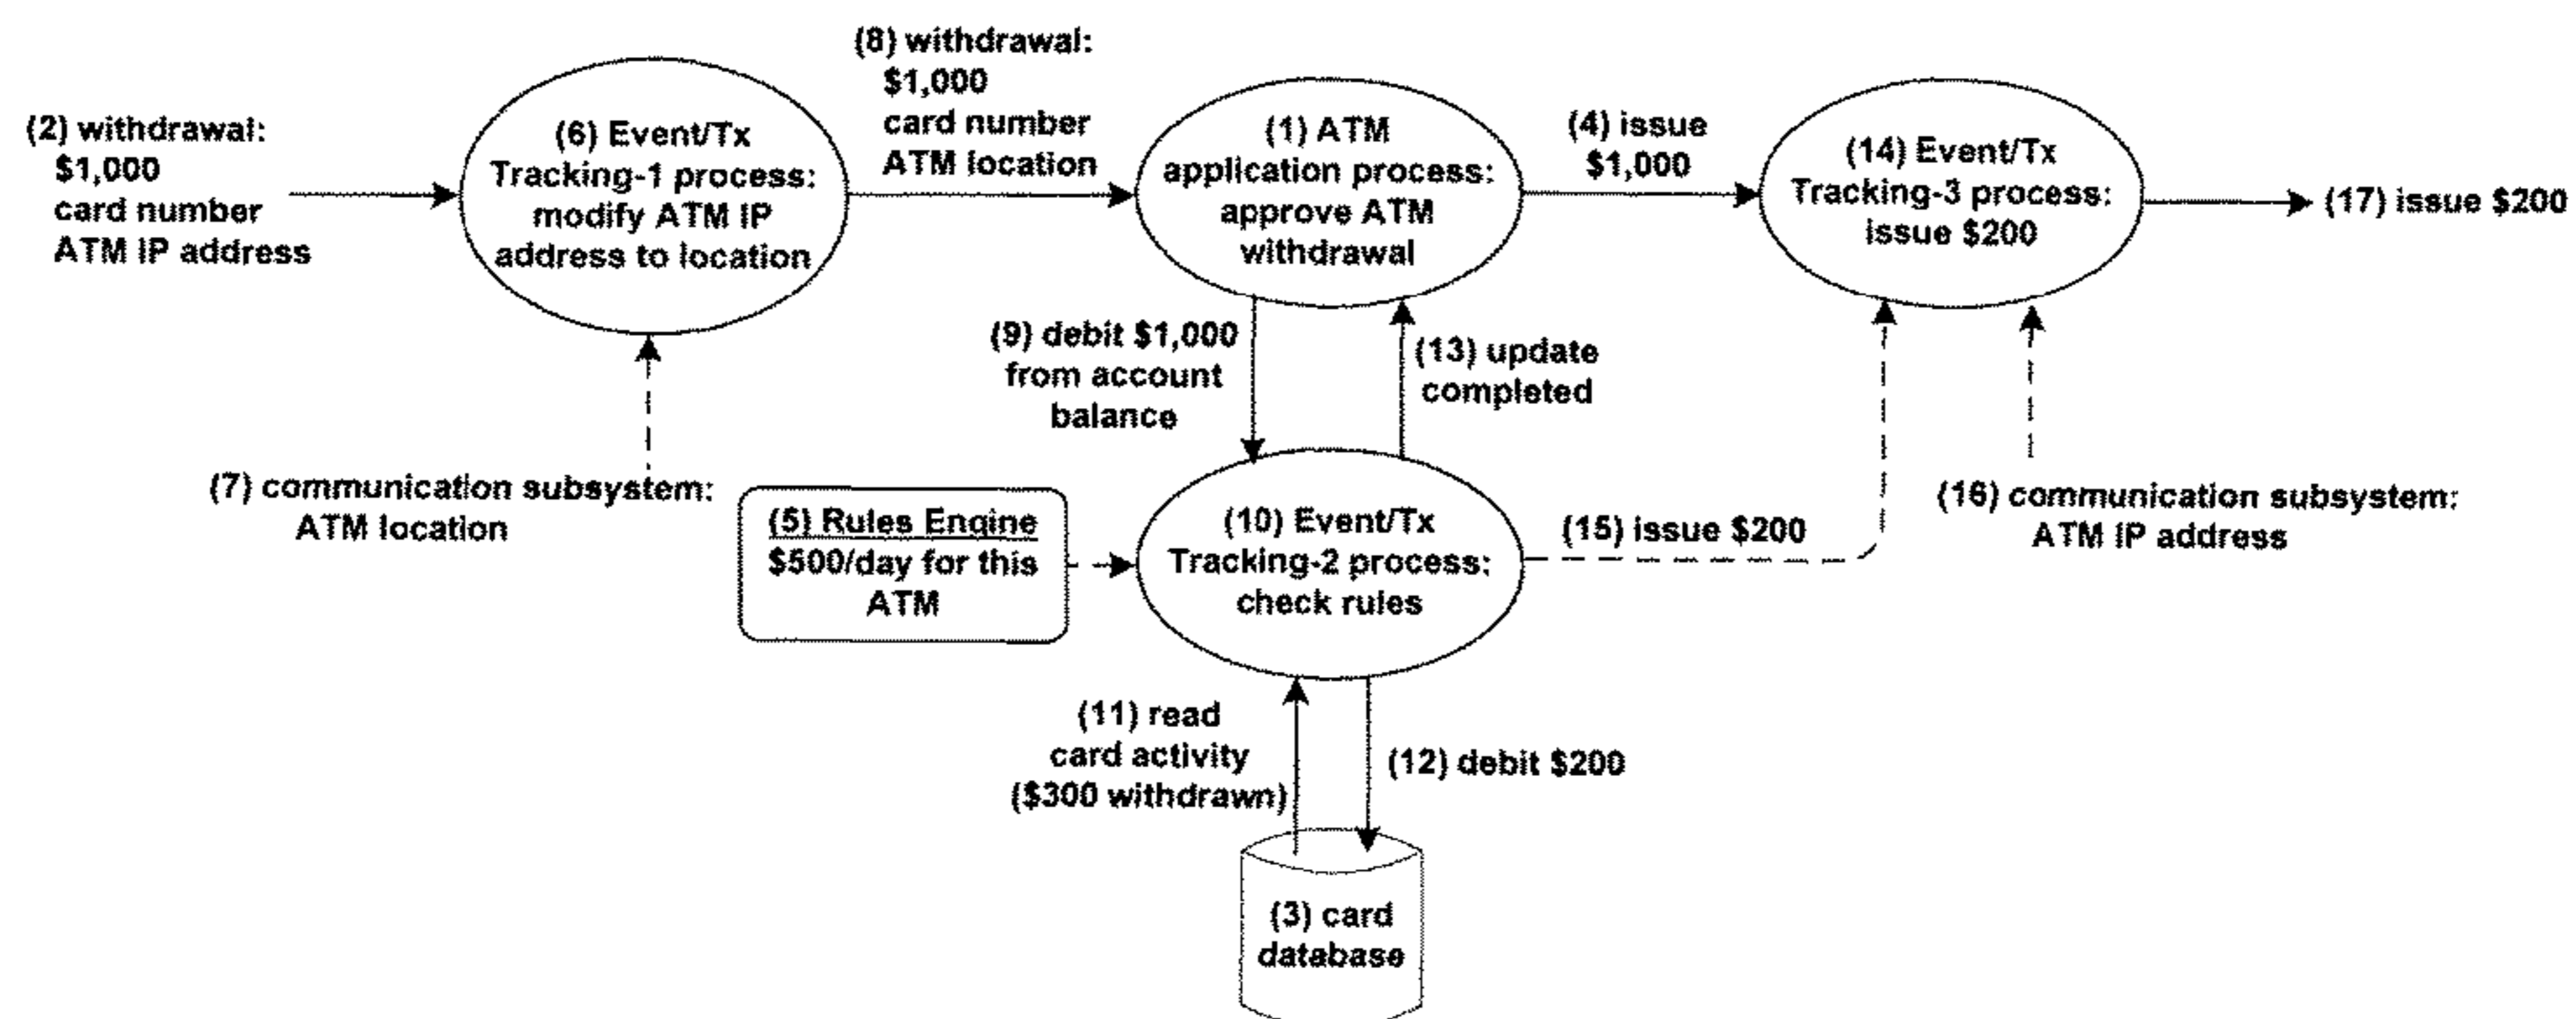 (2) withdrawal:
$1,000
card number
ATM IP address
(6) Event/Tx
Tracking-1 process:
modify ATM IP
address to location
(7) communication subsystem:
ATM location
(8) withdrawal:
$1,000
card number
ATM location
(1) ATM
application process:
approve ATM
withdrawal
(4) issue
$1,000
(14) Event/Tx
Tracking-3 process:
issue $200
(17) issue $200
(9) debit $1,000
from account
balance
(13) update
completed
(5) Rules Engine
$500/day for this
ATM
(10) Event/Tx
Tracking-2 process:
check rules
(15) issue $200
(16) communication subsystem:
ATM IP address
(11) read
card activity
($300 withdrawn)
(12) debit $200
(3) card
database